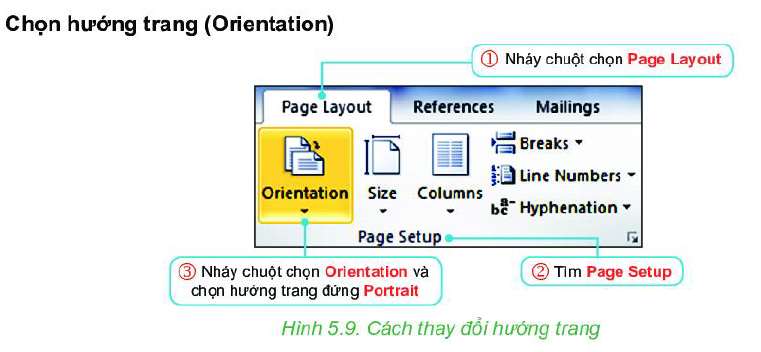 Chọn hướng trang (Orientation)
① Nháy chuột chọn Page Layout
Page Layout References Mailings
Breaks
Orientation Size Columns Line Numbers
Hyphenation
Page Setup
③ Nháy chuột chọn Orientation và
chọn hướng trang đứng Portrait
② Tìm Page Setup
Hình 5.9. Cách thay đổi hướng trang